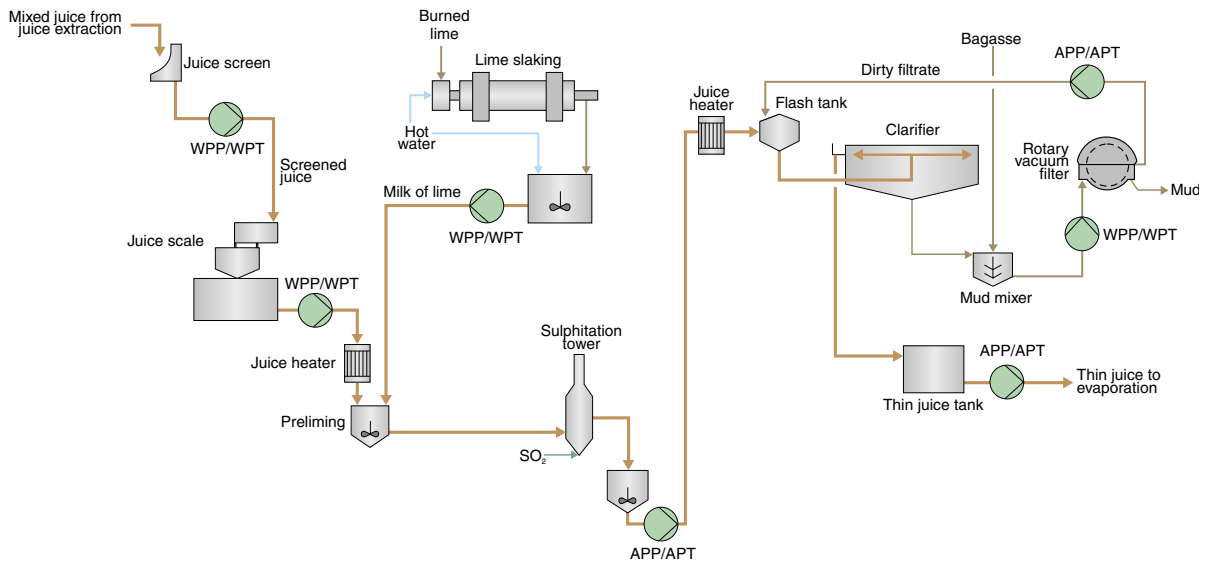 Mixed juice from
juice extraction
Juice screen
WPP/WPT
Screened
juice
Juice scale
WPP/WPT
Juice heater
Preliming
Burned
lime
Lime slaking
Hot
water
Milk of lime
WPP/WPT
Sulphitation
tower
SO₂
APP/APT
Juice
heater
Flash tank
Dirty filtrate
Bagasse
APP/APT
Clarifier
Rotary
vacuum
filter
Mud
WPP/WPT
Mud mixer
Thin juice tank
APP/APT
Thin juice to
evaporation